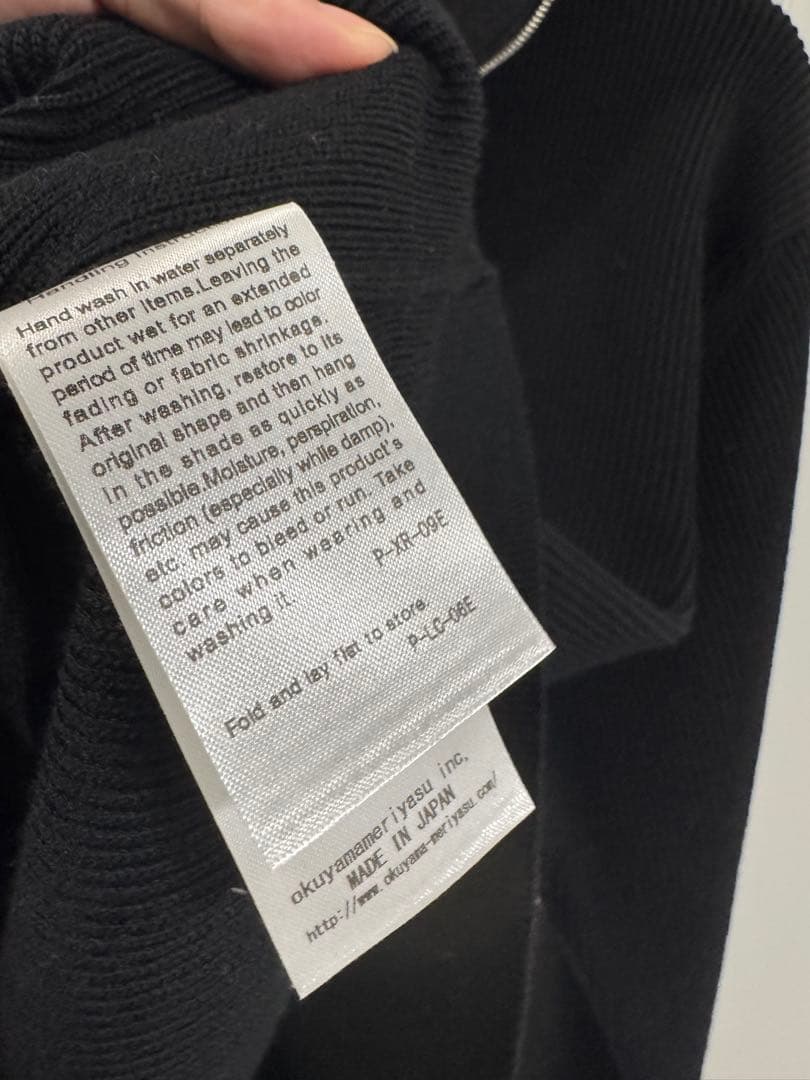 Handling Instructions
Hand wash in water separately
from other items.Leaving the
product wet for an extended
period of time may lead to color
fading or fabric shrinkage.
After washing, restore to its
original shape and then hang
in the shade as quickly as
possible.Moisture, perspiration,
friction (especially while damp),
etc. may cause this product's
colors to bleed or run. Take
care when wearing and
washing it.
P-XR-09E
Fold and lay flat to store
P-LG-06E
okuyamameriyasu inc.
MADE IN JAPAN
http://www.okuyama-meriyasu.com/